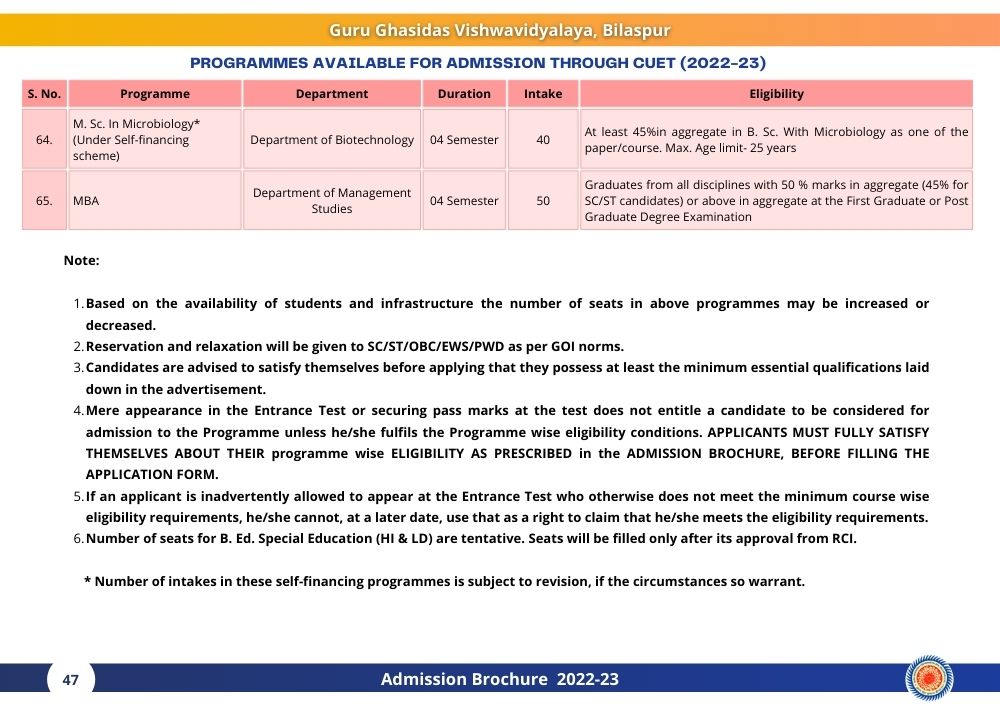 Guru Ghasidas Vishwavidyalaya, Bilaspur
PROGRAMMES AVAILABLE FOR ADMISSION THROUGH CUET (2022-23)
S. No. Programme Department Duration Intake Eligibility
64.
M. Sc. In Microbiology*
(Under Self-financing
scheme)
Department of Biotechnology
04 Semester
40
At least 45%in aggregate in B. Sc. With Microbiology as one of the
paper/course. Max. Age limit- 25 years
65.
MBA
Department of Management
Studies
04 Semester
50
Graduates from all disciplines with 50 % marks in aggregate (45% for
SC/ST candidates) or above in aggregate at the First Graduate or Post
Graduate Degree Examination
Note:
1. Based on the availability of students and infrastructure the number of seats in above programmes may be increased or
decreased.
2. Reservation and relaxation will be given to SC/ST/OBC/EWS/PWD as per GOI norms.
3. Candidates are advised to satisfy themselves before applying that they possess at least the minimum essential qualifications laid
down in the advertisement.
4. Mere appearance in the Entrance Test or securing pass marks at the test does not entitle a candidate to be considered for
admission to the Programme unless he/she fulfils the Programme wise eligibility conditions. APPLICANTS MUST FULLY SATISFY
THEMSELVES ABOUT THEIR programme wise ELIGIBILITY AS PRESCRIBED in the ADMISSION BROCHURE, BEFORE FILLING THE
APPLICATION FORM.
5. If an applicant is inadvertently allowed to appear at the Entrance Test who otherwise does not meet the minimum course wise
eligibility requirements, he/she cannot, at a later date, use that as a right to claim that he/she meets the eligibility requirements.
6. Number of seats for B. Ed. Special Education (HI & LD) are tentative. Seats will be filled only after its approval from RCI.
* Number of intakes in these self-financing programmes is subject to revision, if the circumstances so warrant.
47
Admission Brochure 2022-23